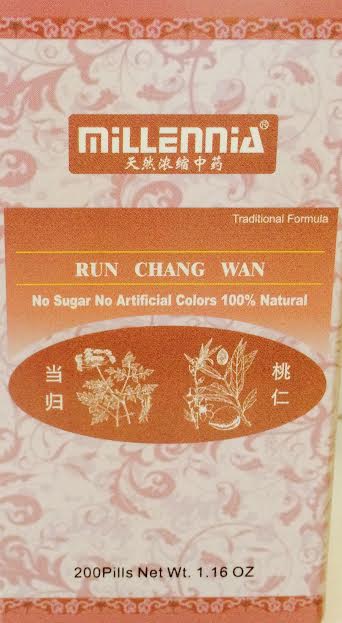 MiLLENNiA®
天然浓缩中药
Traditional Formula
RUN CHANG WAN
No Sugar No Artificial Colors 100% Natural
当归
桃仁
200Pills Net Wt. 1.16 OZ